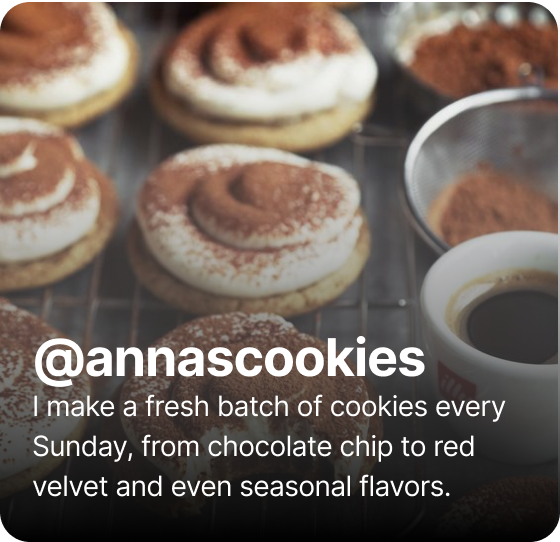 @annascookies
I make a fresh batch of cookies every
Sunday, from chocolate chip to red
velvet and even seasonal flavors.